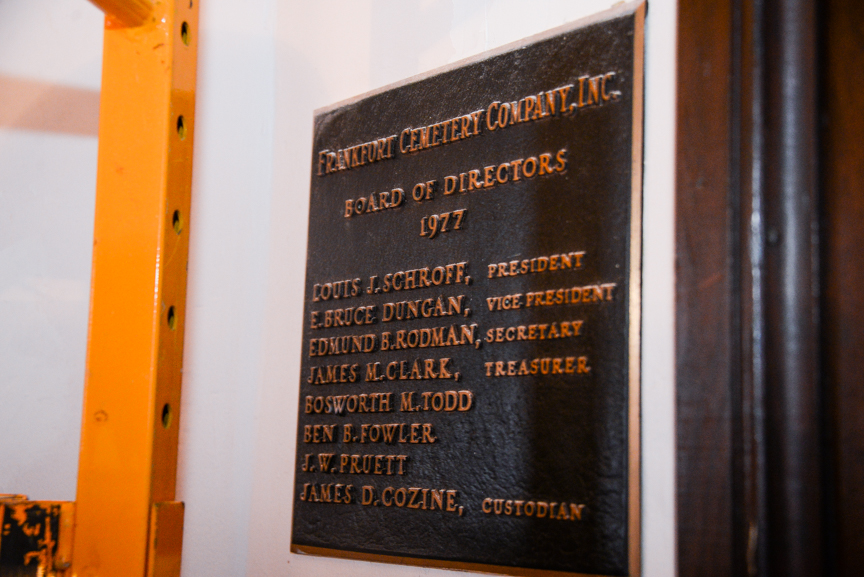 FRANKFURT CEMETERY COMPANY, INC.
BOARD OF DIRECTORS
1977
LOUIS J. SCHROFF, PRESIDENT
E. BRUCE DUNGAN, VICE PRESIDENT
EDMUND B. RODMAN, SECRETARY
JAMES M. CLARK, TREASURER
BOSWORTH M. TODD
BEN B. FOWLER
J. W. PRUETT
JAMES D. COZINE, CUSTODIAN